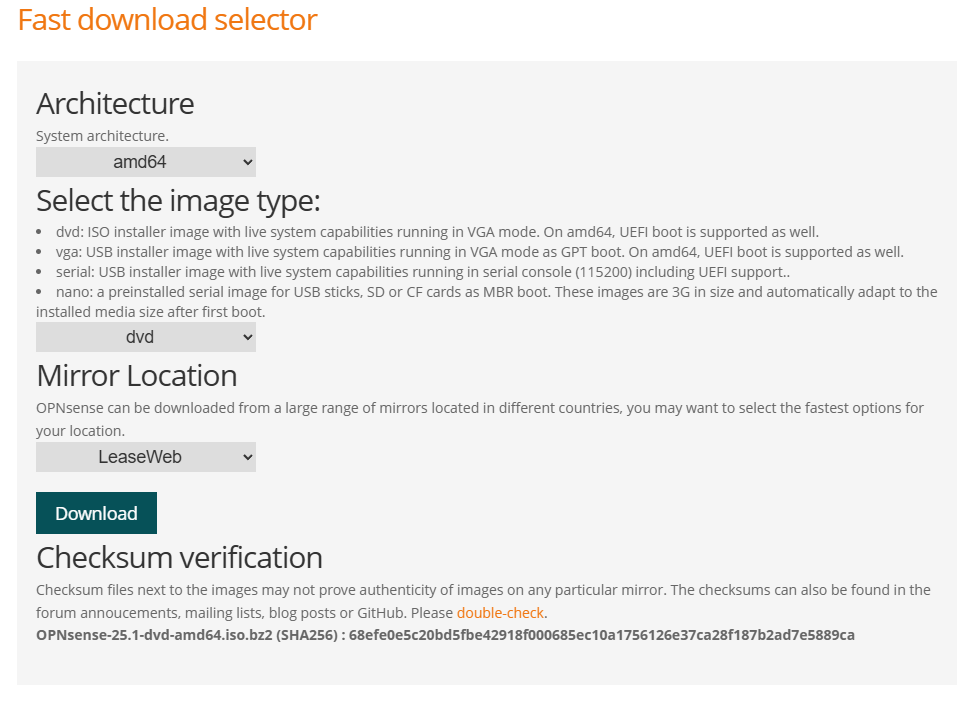 Fast download selector
Architecture
System architecture.
amd64
Select the image type:
• dvd: ISO installer image with live system capabilities running in VGA mode. On amd64, UEFI boot is supported as well.
• vga: USB installer image with live system capabilities running in VGA mode as GPT boot. On amd64, UEFI boot is supported as well.
• serial: USB installer image with live system capabilities running in serial console (115200) including UEFI support..
• nano: a preinstalled serial image for USB sticks, SD or CF cards as MBR boot. These images are 3G in size and automatically adapt to the
installed media size after first boot.
dvd
Mirror Location
OPNsense can be downloaded from a large range of mirrors located in different countries, you may want to select the fastest options for
your location.
LeaseWeb
Download
Checksum verification
Checksum files next to the images may not prove authenticity of images on any particular mirror. The checksums can also be found in the
forum annoucements, mailing lists, blog posts or GitHub. Please double-check.
OPNsense-25.1-dvd-amd64.iso.bz2 (SHA256) : 68efe0e5c20bd5fbe42918f000685ec10a1756126e37ca28f187b2ad7e5889ca